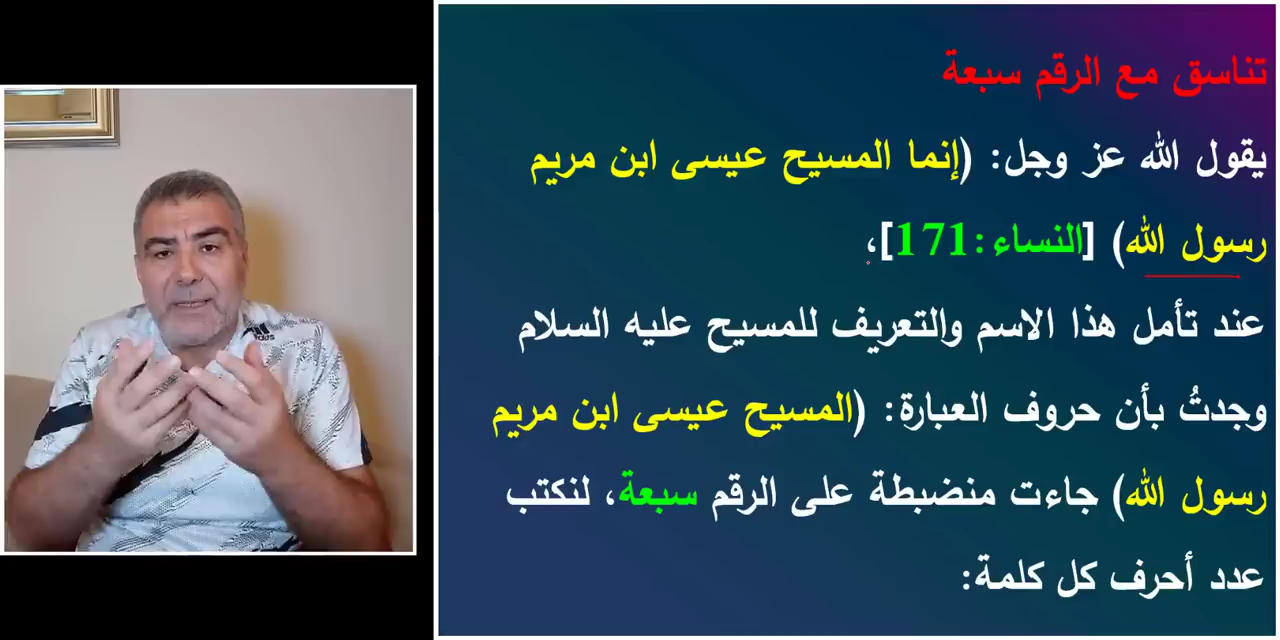 تناسق مع الرقم سبعة
يقول الله عز وجل: (إنما المسيح عيسى ابن مريم
رسول الله) [النساء:171]،
عند تأمل هذا الاسم والتعريف للمسيح عليه السلام
وجدتُ بأن حروف العبارة: (المسيح عيسى ابن مريم
رسول الله) جاءت منضبطة على الرقم سبعة، لنكتب
عدد أحرف كل كلمة:
adidas